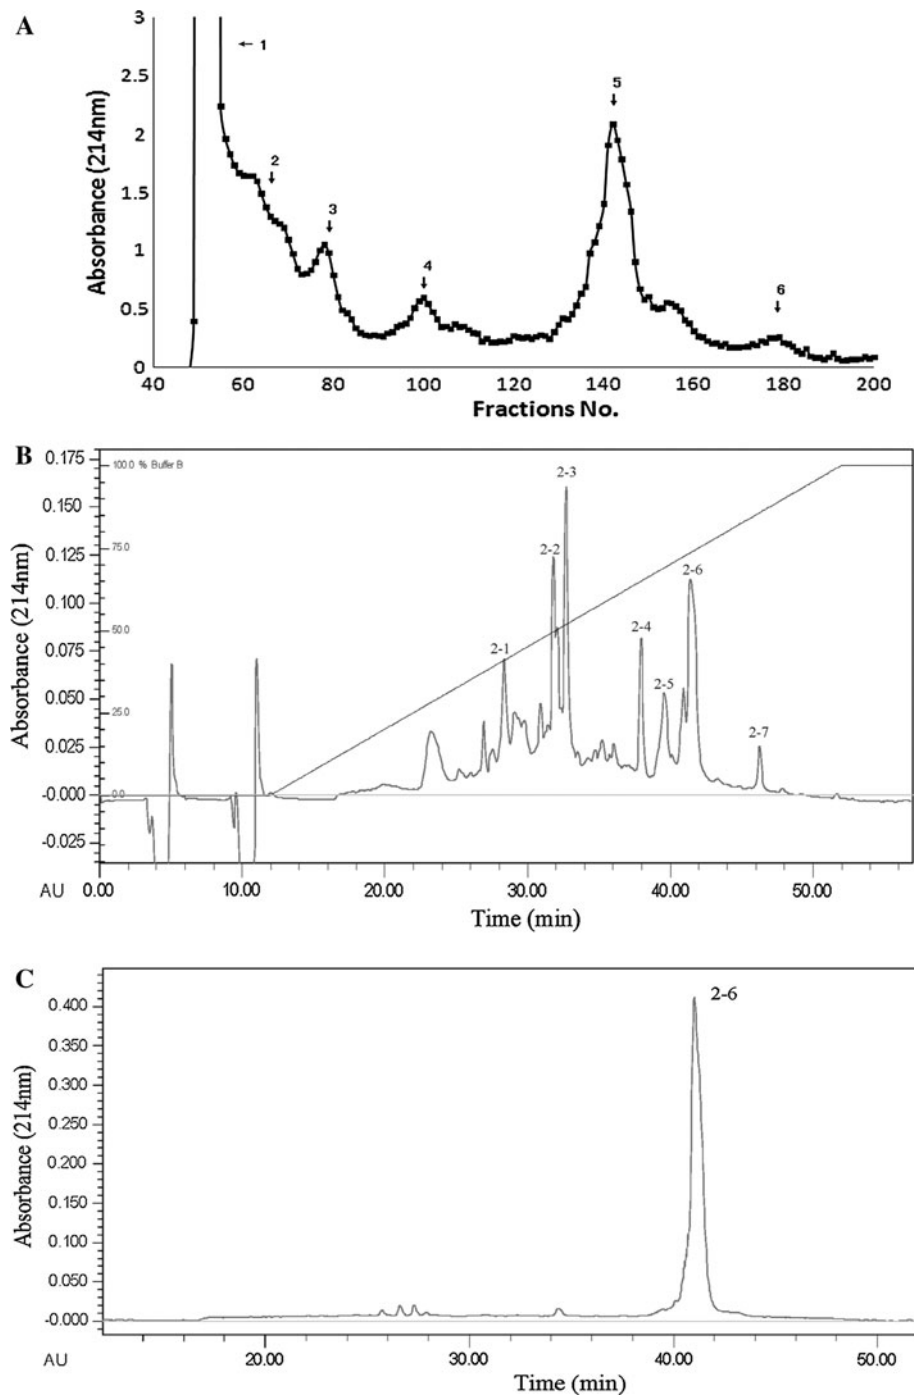 A
Absorbance (214nm)
3
2.5
2
1.5
1
0.5
0
← 1
2
3
4
5
6
40 60 80 100 120 140 160 180 200
Fractions No.
B
Absorbance (214nm)
0.175
0.150
0.125
0.100
0.075
0.050
0.025
-0.000
-0.025
100.0 % Buffer B
75.0
50.0
25.0
0.0
2-1
2-2
2-3
2-4
2-5
2-6
2-7
AU
0.00 10.00 20.00 30.00 40.00 50.00
Time (min)
C
Absorbance (214nm)
0.400
0.350
0.300
0.250
0.200
0.150
0.100
0.050
-0.000
2-6
AU
20.00 30.00 40.00 50.00
Time (min)